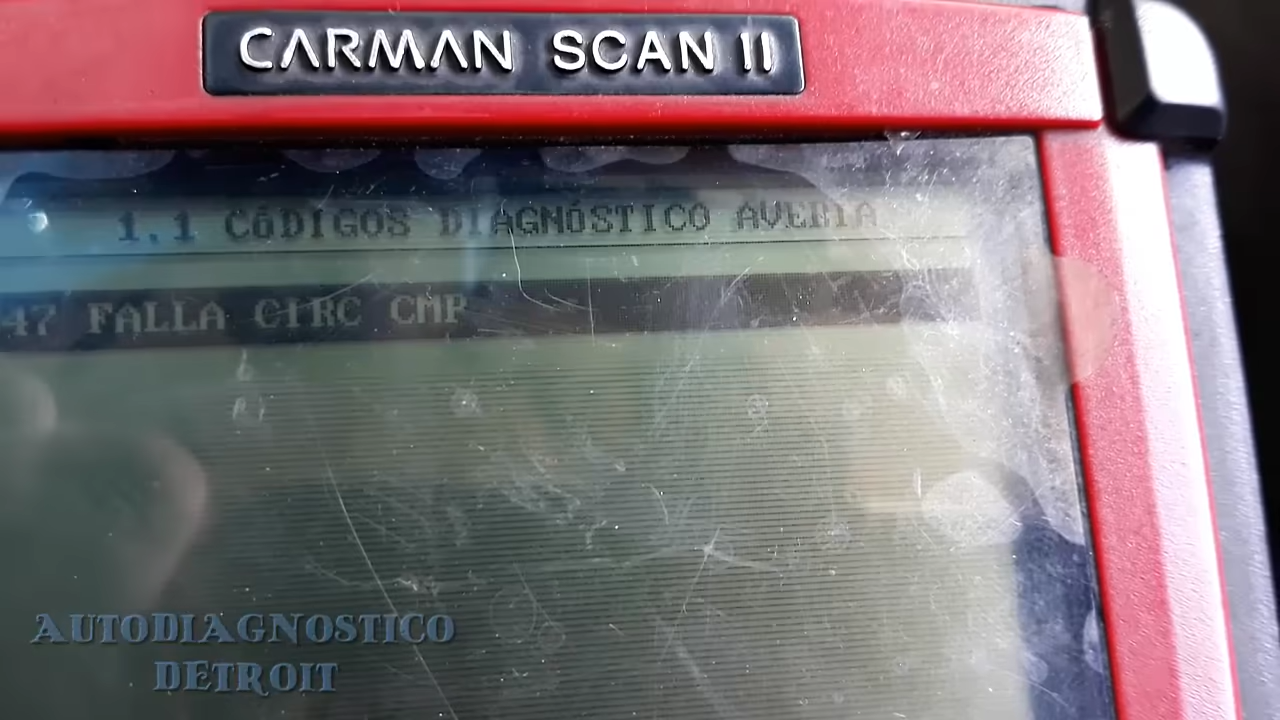 CARMAN SCAN II
1.1 CóDIGOS DIAGNóSTICO AVERIA
47 FALLA CIRC CMP
AUTODIAGNOSTICO
DETROIT